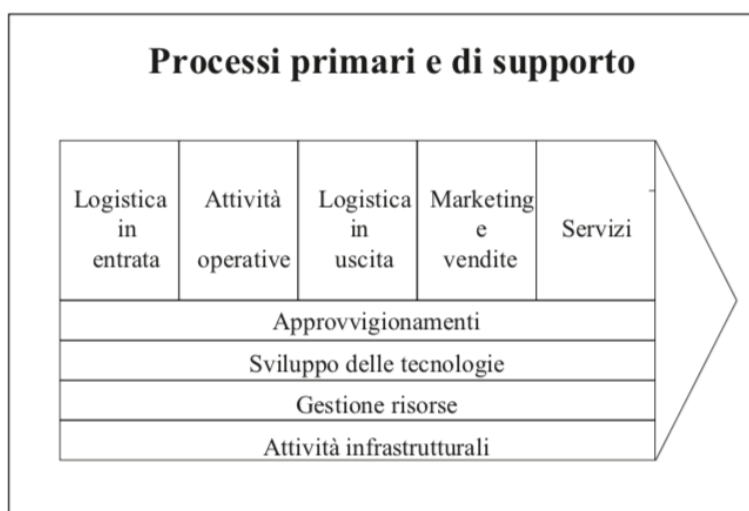 Processi primari e di supporto
Logistica
in
entrata
Attività
operative
Logistica
in
uscita
Marketing
e
vendite
Servizi
Approvvigionamenti
Sviluppo delle tecnologie
Gestione risorse
Attività infrastrutturali